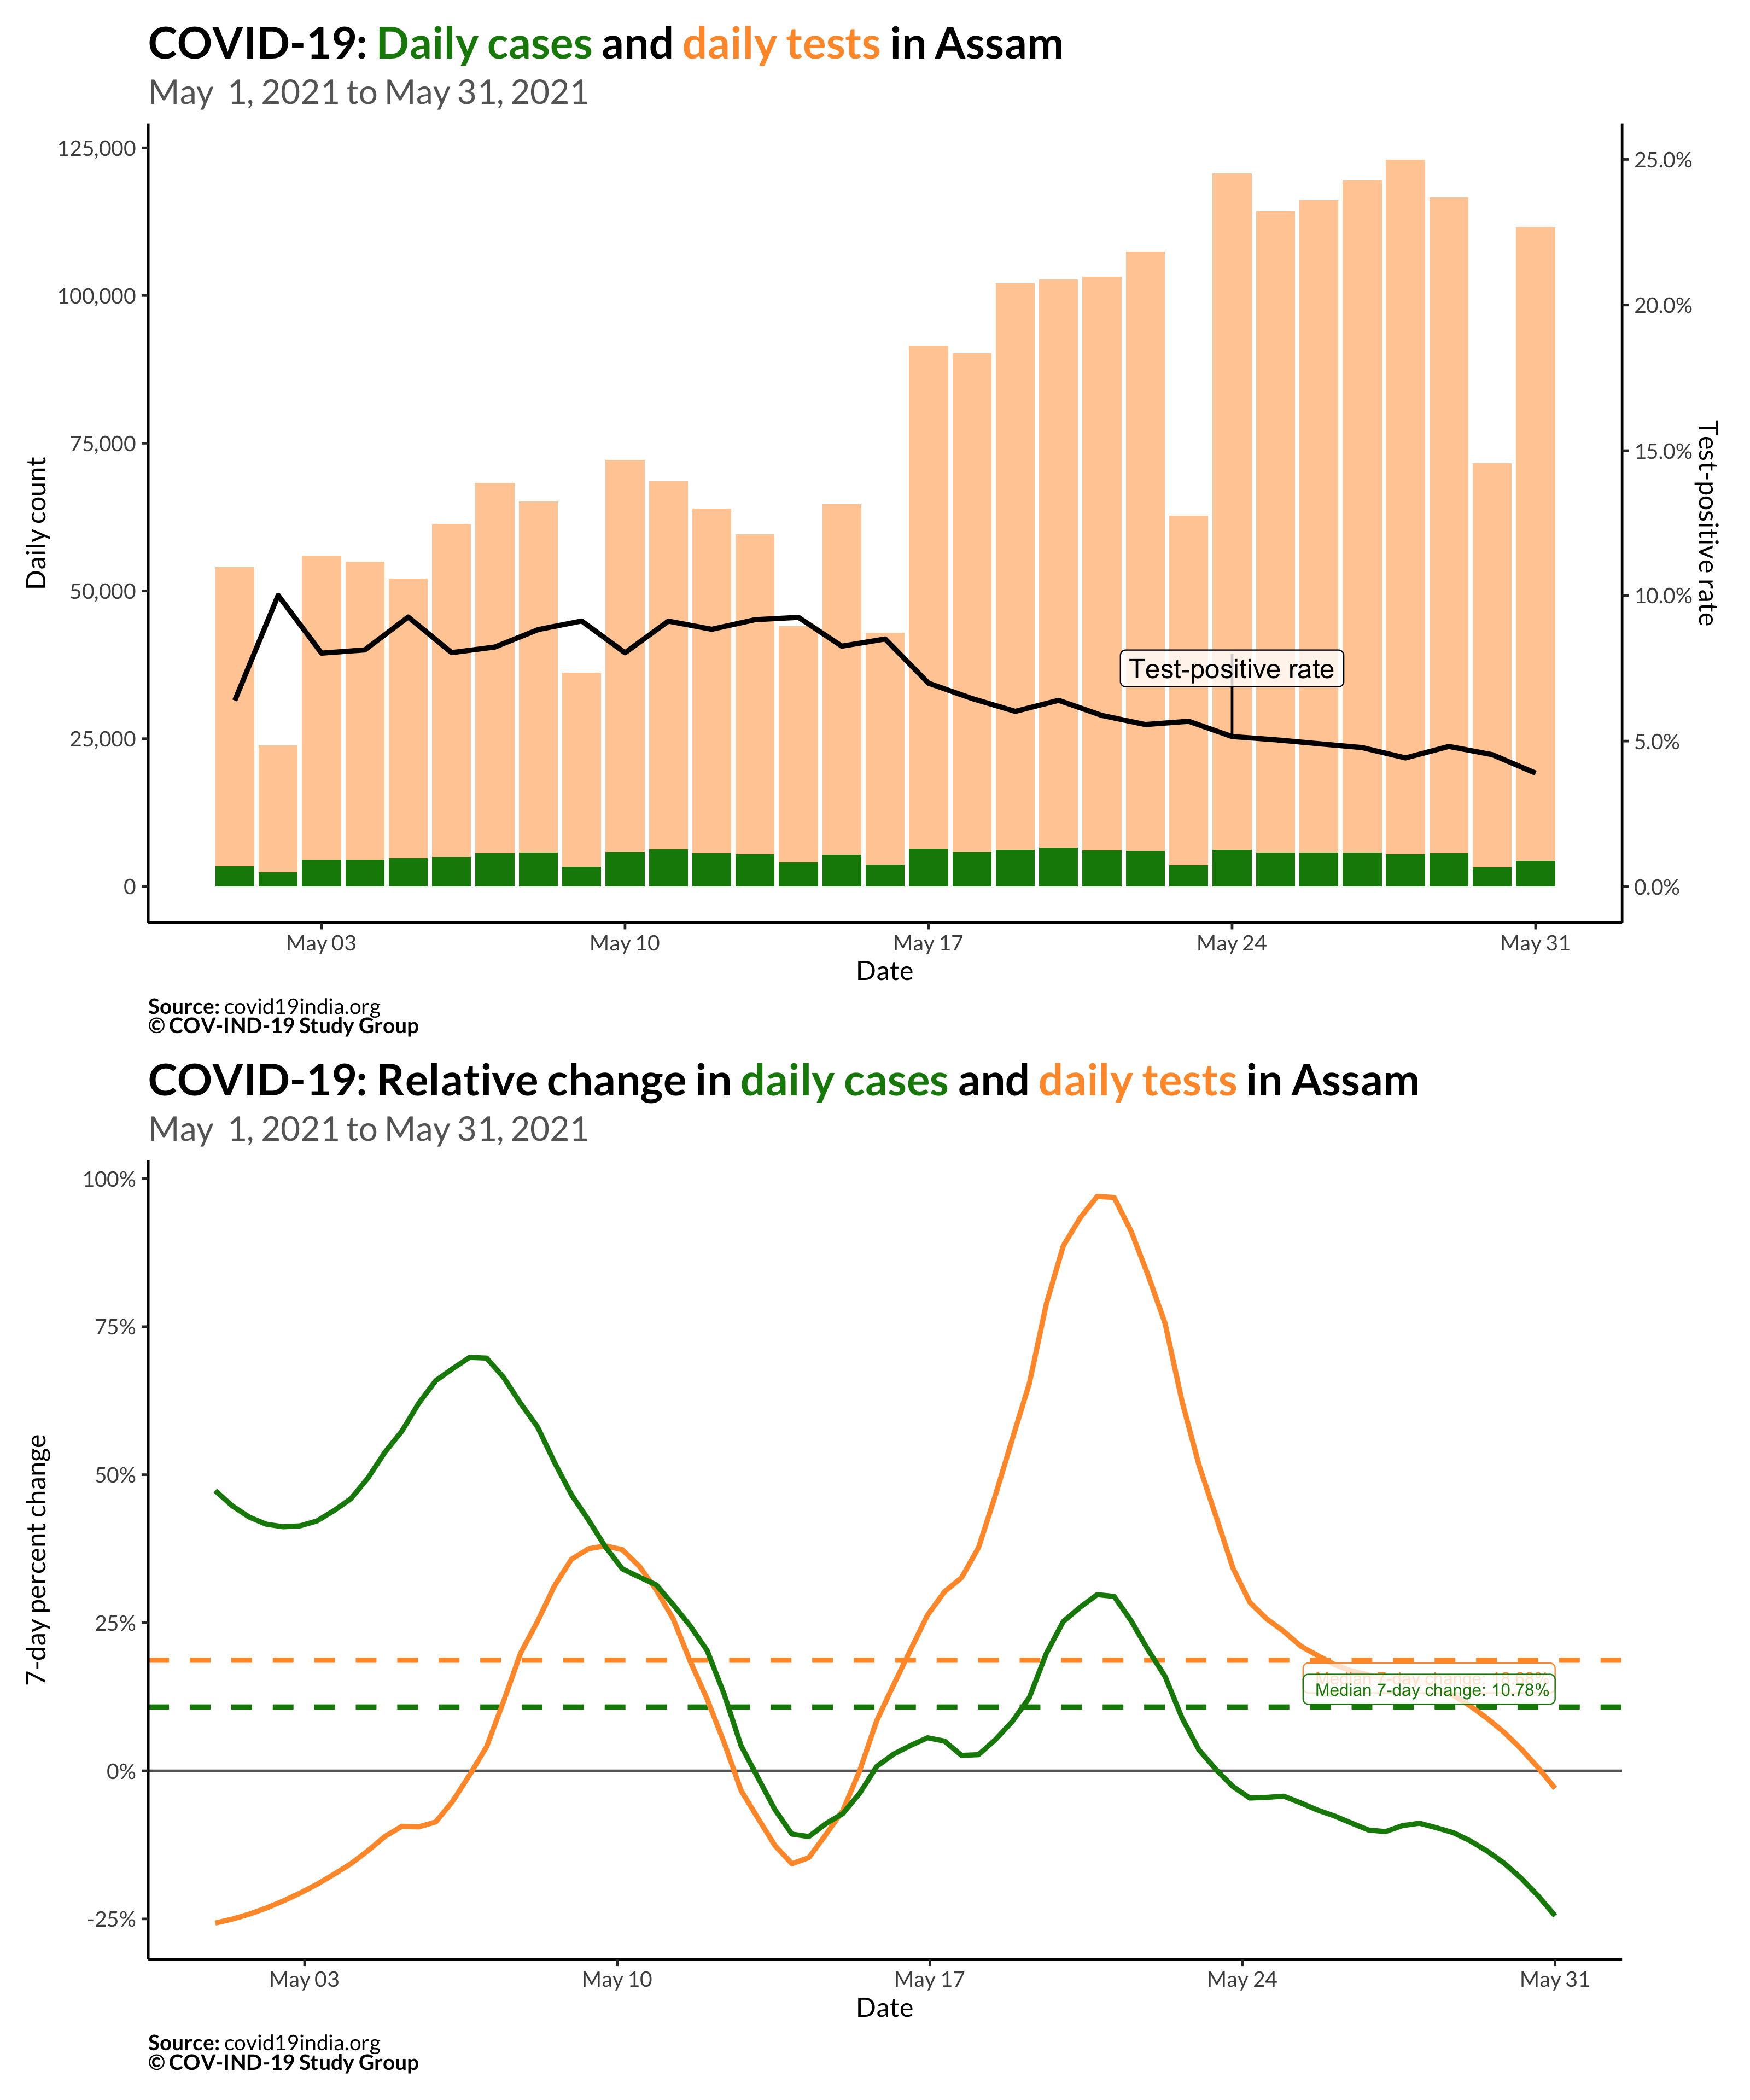 COVID-19: Daily cases and daily tests in Assam
May 1, 2021 to May 31, 2021
125,000
100,000
75,000
50,000
25,000
0
Daily count
25.0%
20.0%
15.0%
10.0%
5.0%
0.0%
Test-positive rate
Test-positive rate
May 03
May 10
May 17
May 24
May 31
Date
Source: covid19india.org
© COV-IND-19 Study Group
COVID-19: Relative change in daily cases and daily tests in Assam
May 1, 2021 to May 31, 2021
100%
75%
50%
25%
0%
-25%
7-day percent change
Median 7-day change:
Median 7-day change: 10.78%
May 03
May 10
May 17
May 24
May 31
Date
Source: covid19india.org
© COV-IND-19 Study Group